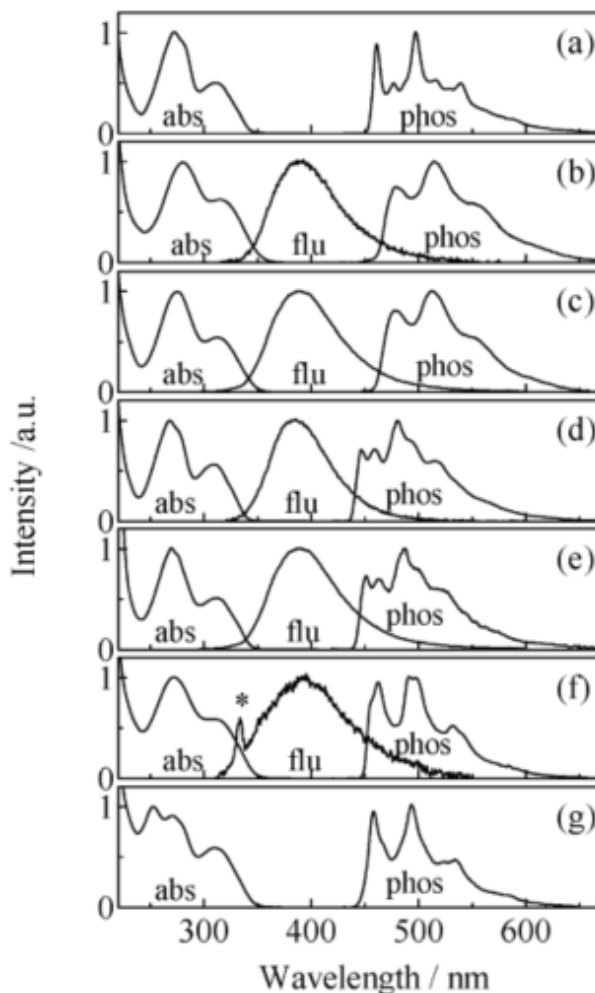 1
(a)
abs
phos
0
1
(b)
abs
flu
phos
0
1
(c)
abs
flu
phos
0
1
(d)
abs
flu
phos
0
1
(e)
abs
flu
phos
0
1
(f)
*
abs
flu
phos
0
1
(g)
abs
phos
0
300 400 500 600
Wavelength / nm
Intensity /a.u.